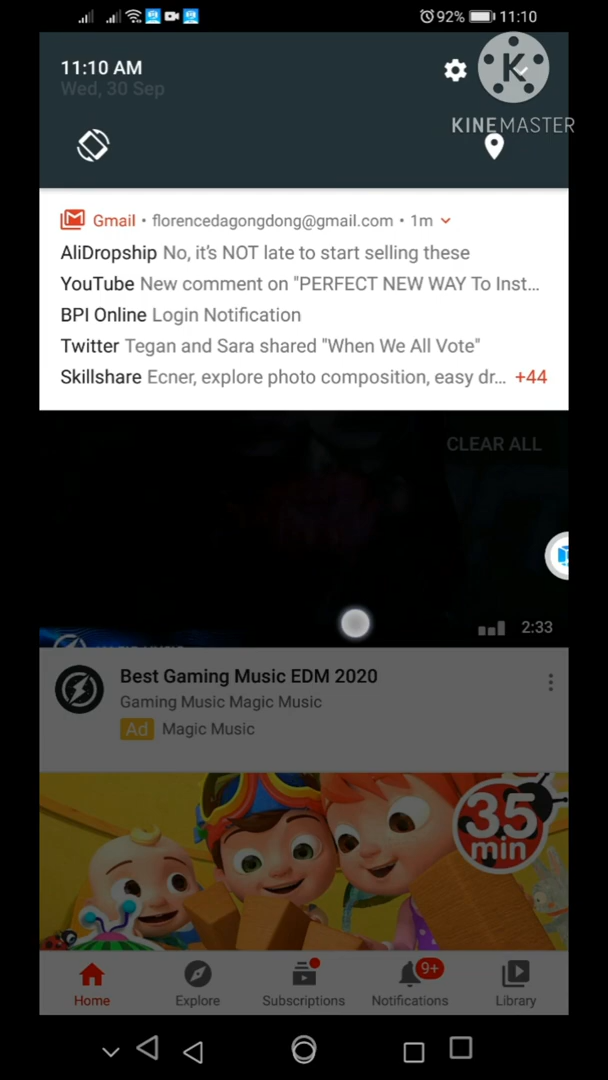 92% 11:10
11:10 AM
Wed, 30 Sep
K
KINEMASTER
Gmail • florencedagongdong@gmail.com • 1m
AliDropship No, it's NOT late to start selling these
YouTube New comment on "PERFECT NEW WAY To Inst...
BPI Online Login Notification
Twitter Tegan and Sara shared "When We All Vote"
Skillshare Ecner, explore photo composition, easy dr... +44
CLEAR ALL
2:33
Best Gaming Music EDM 2020
Gaming Music Magic Music
Ad Magic Music
35
min
9+
Home Explore Subscriptions Notifications Library